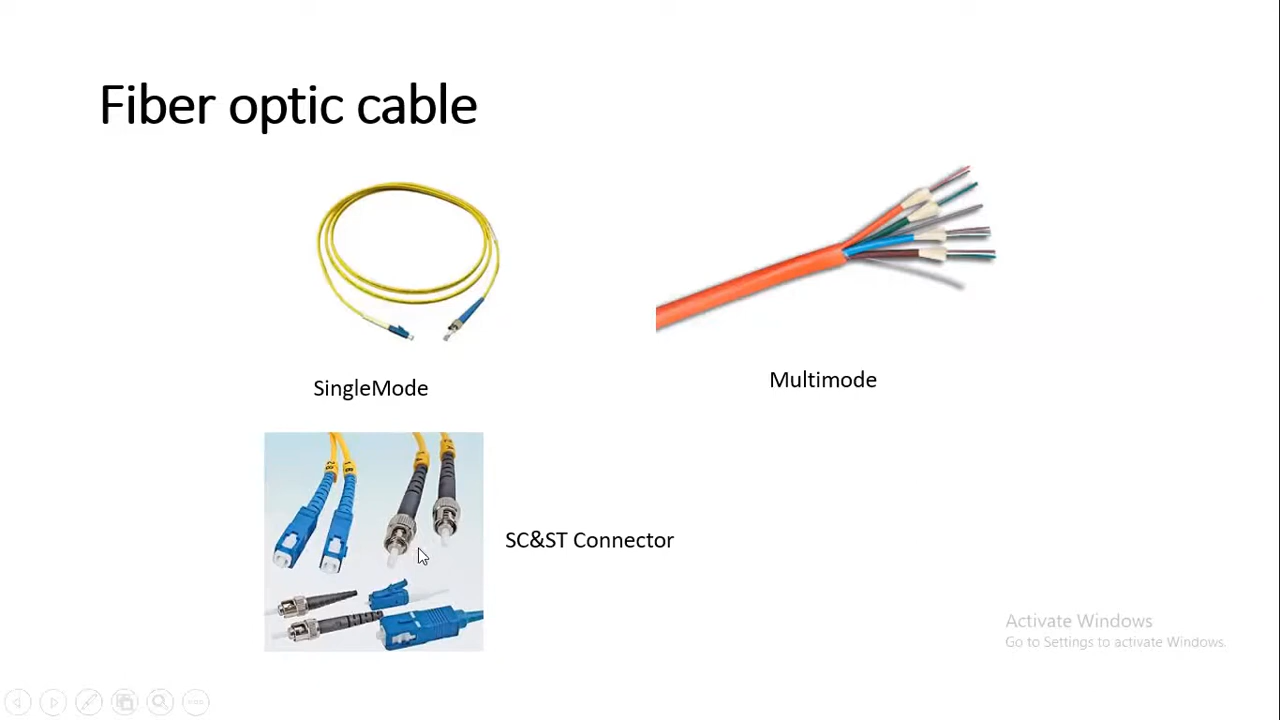 Fiber optic cable
SingleMode
Multimode
SC&ST Connector
Activate Windows
Go to Settings to activate Windows.